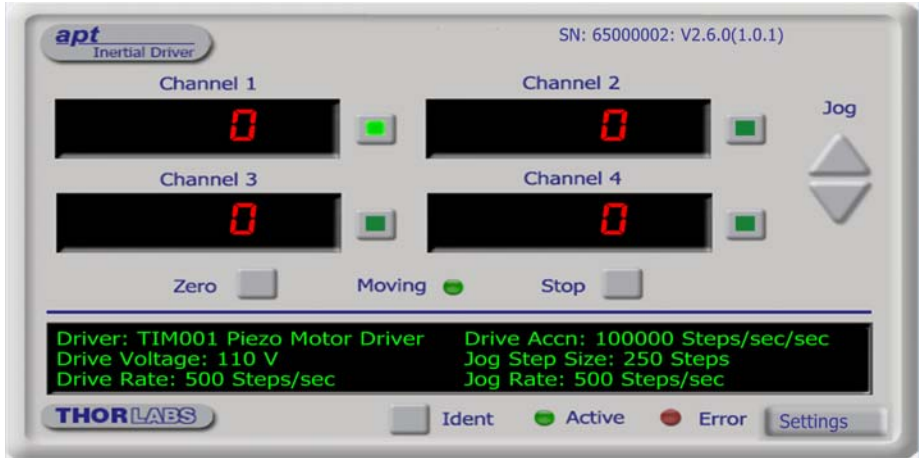 apt
Inertial Driver
SN: 65000002: V2.6.0(1.0.1)
Channel 1
Channel 2
0
0
Jog
Channel 3
Channel 4
0
0
Zero
Moving
Stop
Driver: TIM001 Piezo Motor Driver
Drive Accn: 100000 Steps/sec/sec
Drive Voltage: 110 V
Jog Step Size: 250 Steps
Drive Rate: 500 Steps/sec
Jog Rate: 500 Steps/sec
THORLABS
Ident
Active
Error
Settings